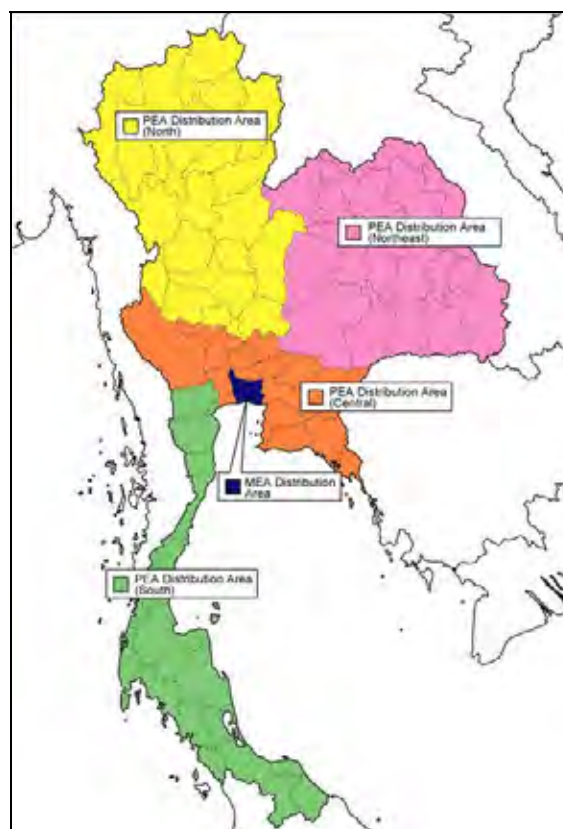 PEA Distribution Area
(North)
PEA Distribution Area
(Northeast)
PEA Distribution Area
(Central)
MEA Distribution
Area
PEA Distribution Area
(South)